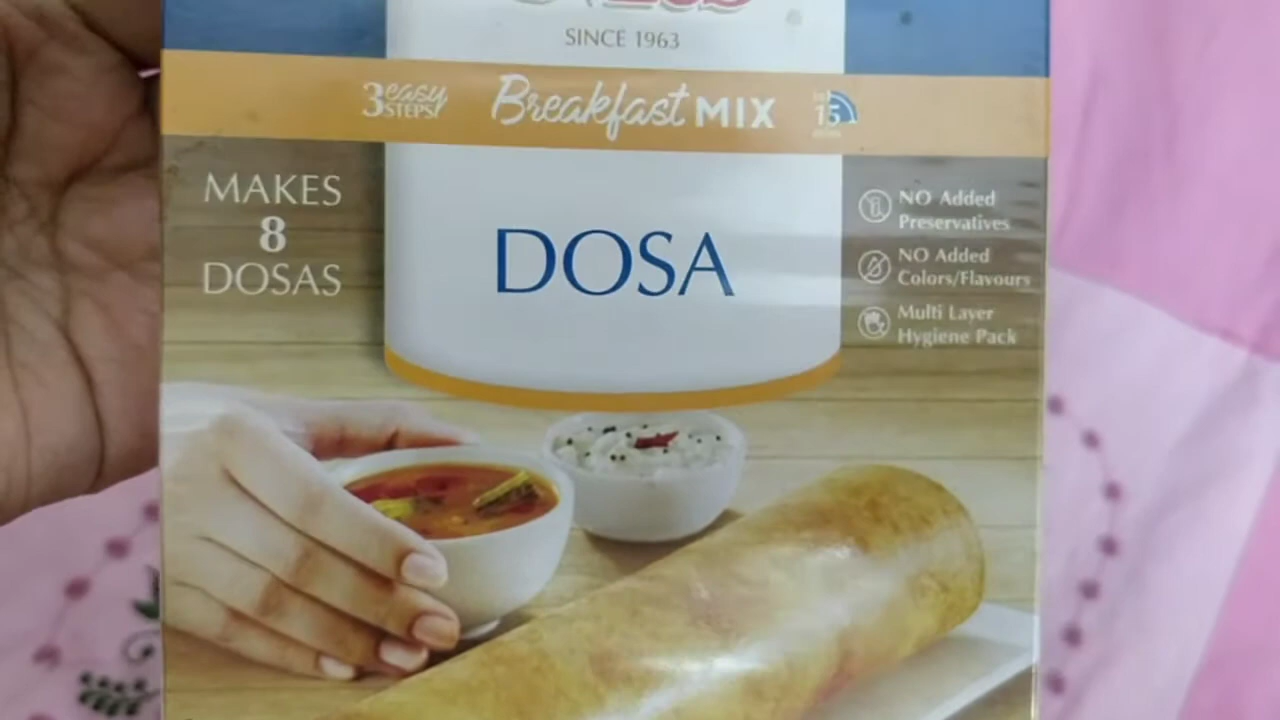 SINCE 1963
3 easy STEPS!
Breakfast MIX
15
MAKES
8
DOSAS
DOSA
NO Added
Preservatives
NO Added
Colors/Flavours
Multi Layer
Hygiene Pack